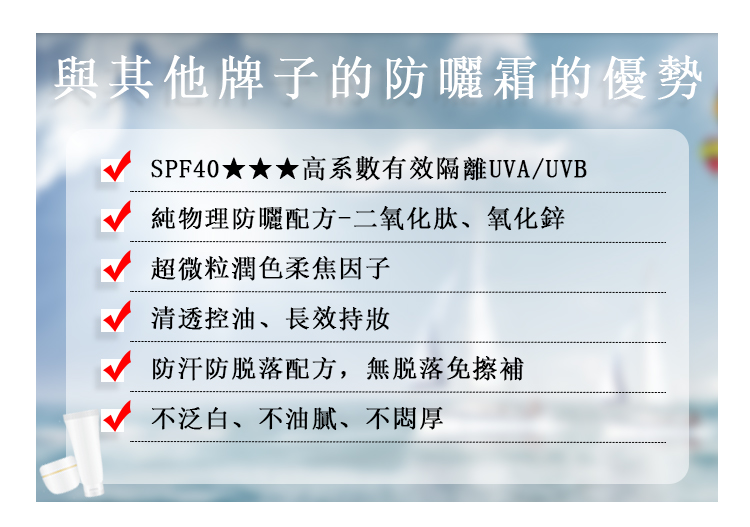 與其他牌子的防曬霜的優勢
SPF40★★★高系數有效隔離UVA/UVB
純物理防曬配方-二氧化肽、氧化鋅
超微粒潤色柔焦因子
清透控油、長效持妝
防汗防脱落配方，無脱落免擦補
不泛白、不油膩、不悶厚